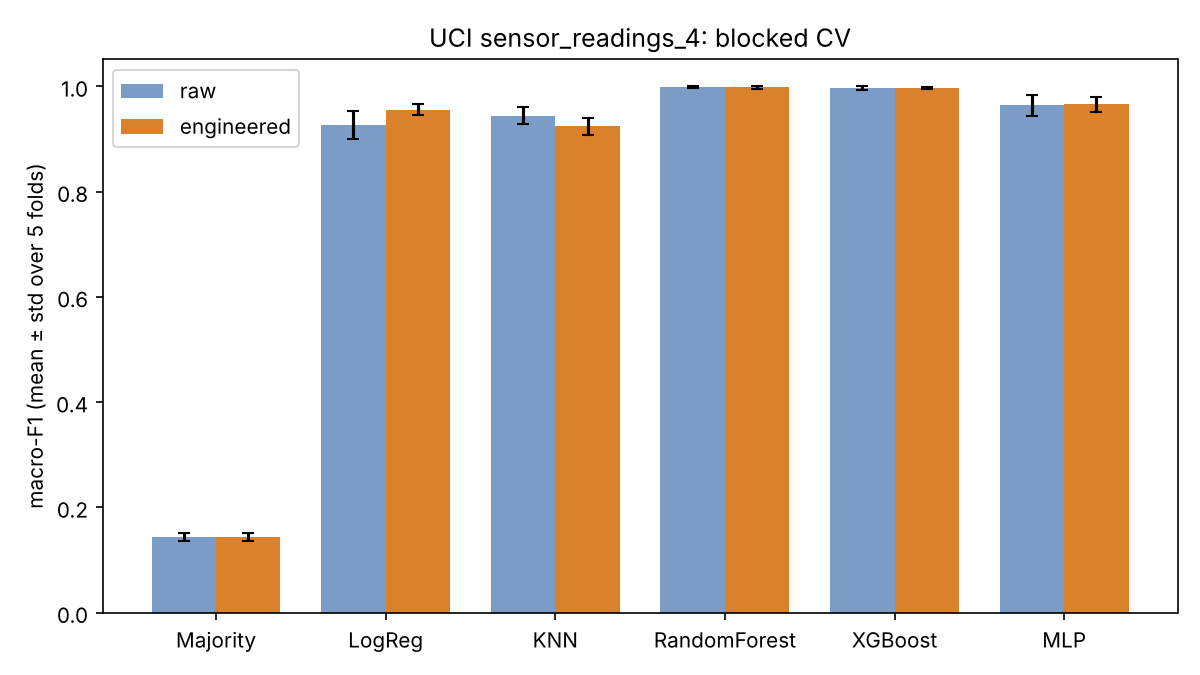 UCI sensor_readings_4: blocked CV
raw
engineered
macro-F1 (mean ± std over 5 folds)
1.0
0.8
0.6
0.4
0.2
0.0
Majority
LogReg
KNN
RandomForest
XGBoost
MLP